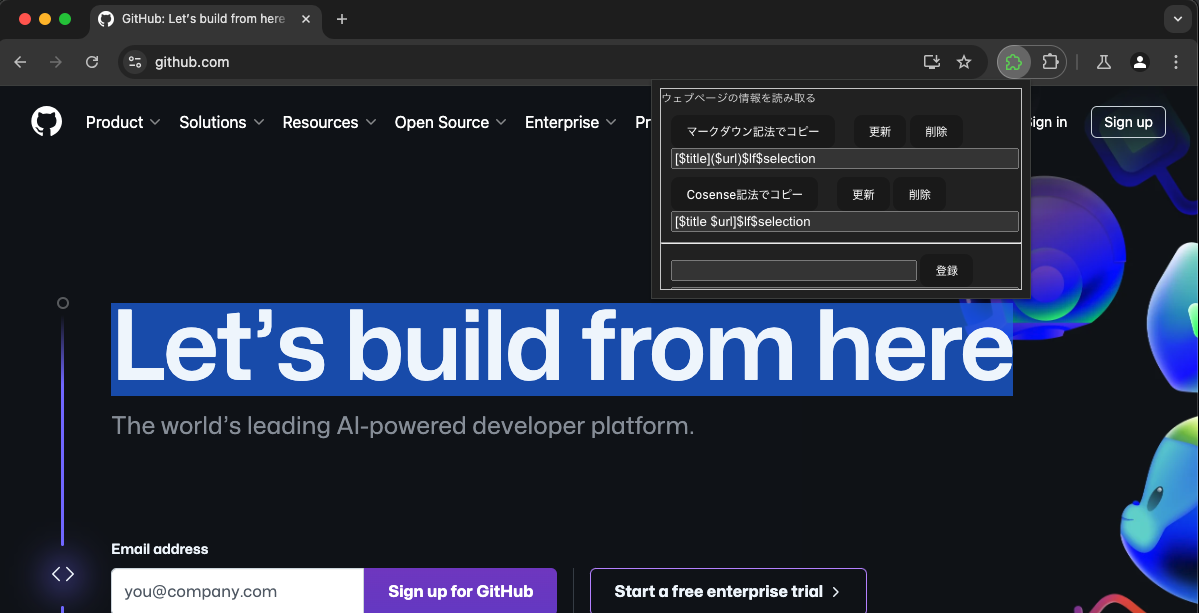 GitHub: Let's build from here
github.com
ウェブページの情報を読み取る
マークダウン記法でコピー 更新 削除
[$title]($url)$lf$selection
Cosense記法でコピー 更新 削除
[$title $url]$lf$selection
登録
Product Solutions Resources Open Source Enterprise Pr
ign in Sign up
Let’s build from here
The world’s leading AI-powered developer platform.
Email address
you@company.com Sign up for GitHub Start a free enterprise trial